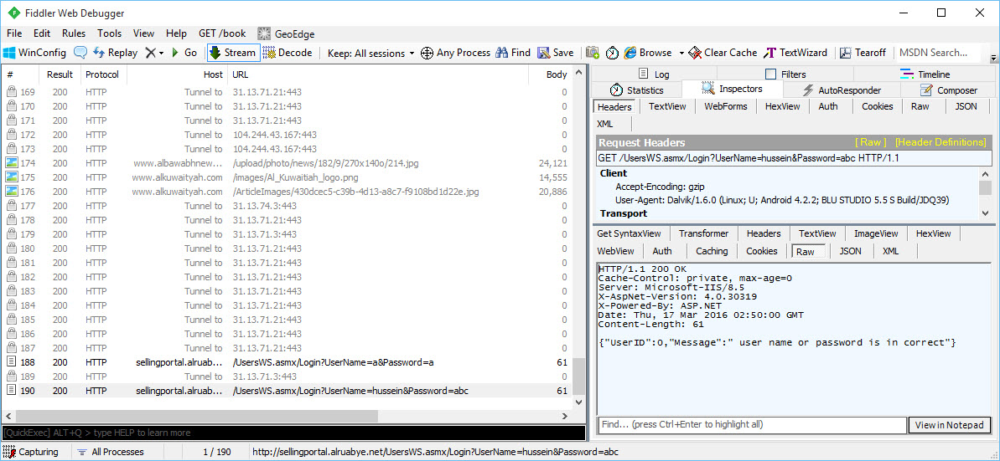 Fiddler Web Debugger
File Edit Rules Tools View Help GET /book GeoEdge
WinConfig Replay Go Stream Decode Keep: All sessions Any Process Find Save Browse Clear Cache TextWizard Tearoff MSDN Search...
# Result Protocol Host URL Body
169 200 HTTP Tunnel to 31.13.71.21:443 0
170 200 HTTP Tunnel to 31.13.71.21:443 0
171 200 HTTP Tunnel to 31.13.71.21:443 0
172 200 HTTP Tunnel to 104.244.43.167:443 0
173 200 HTTP Tunnel to 104.244.43.167:443 0
174 200 HTTP www.albawabhnew... /upload/photo/news/182/9/270x140o/214.jpg 24,121
175 200 HTTP www.alkuwaityah.com /images/Al_Kuwaitiah_logo.png 14,555
176 200 HTTP www.alkuwaityah.com /ArticleImages/430dcec5-c39b-4d13-a8c7-f9108bd1d22e.jpg 20,886
177 200 HTTP Tunnel to 31.13.74.3:443 0
178 200 HTTP Tunnel to 31.13.71.21:443 0
179 200 HTTP Tunnel to 31.13.71.3:443 0
180 200 HTTP Tunnel to 31.13.71.21:443 0
181 200 HTTP Tunnel to 31.13.71.21:443 0
182 200 HTTP Tunnel to 31.13.71.21:443 0
183 200 HTTP Tunnel to 31.13.71.21:443 0
184 200 HTTP Tunnel to 31.13.71.21:443 0
185 200 HTTP Tunnel to 31.13.71.21:443 0
186 200 HTTP Tunnel to 31.13.71.21:443 0
187 200 HTTP Tunnel to 31.13.71.21:443 0
188 200 HTTP sellingportal.alruab... /UsersWS.asmx/Login?UserName=a&Password=a 61
189 200 HTTP Tunnel to 31.13.71.3:443 0
190 200 HTTP sellingportal.alruab... /UsersWS.asmx/Login?UserName=hussein&Password=abc 61
[QuickExec] ALT+Q > type HELP to learn more
Log Filters Timeline
Statistics Inspectors AutoResponder Composer
Headers TextView WebForms HexView Auth Cookies Raw JSON
XML
Request Headers [ Raw ] [Header Definitions]
GET /UsersWS.asmx/Login?UserName=hussein&Password=abc HTTP/1.1
Client
Accept-Encoding: gzip
User-Agent: Dalvik/1.6.0 (Linux; U; Android 4.2.2; BLU STUDIO 5.5 S Build/JDQ39)
Transport
Get SyntaxView Transformer Headers TextView ImageView HexView
WebView Auth Caching Cookies Raw JSON XML
HTTP/1.1 200 OK
Cache-Control: private, max-age=0
Server: Microsoft-IIS/8.5
X-AspNet-Version: 4.0.30319
X-Powered-By: ASP.NET
Date: Thu, 17 Mar 2016 02:50:00 GMT
Content-Length: 61
{"UserID":0,"Message":" user name or password is in correct"}
Find... (press Ctrl+Enter to highlight all) View in Notepad
Capturing All Processes 1 / 190 http://sellingportal.alruabye.net/UsersWS.asmx/Login?UserName=hussein&Password=abc